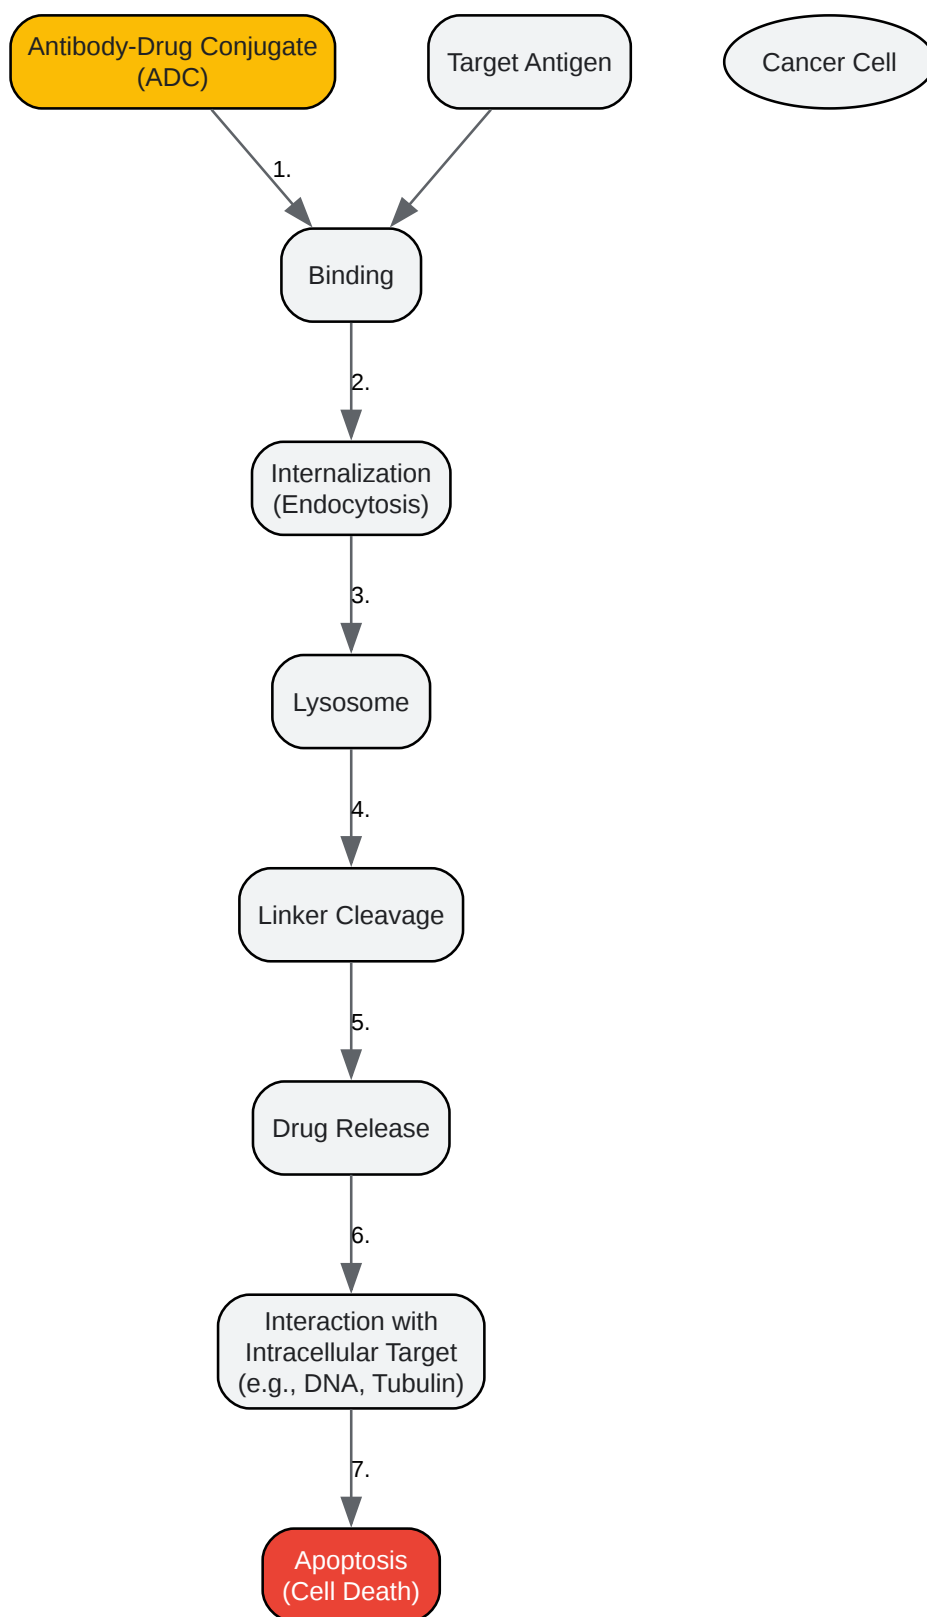 Antibody-Drug Conjugate
(ADC)
Target Antigen
Cancer Cell
1.
Binding
2.
Internalization
(Endocytosis)
3.
Lysosome
4.
Linker Cleavage
5.
Drug Release
6.
Interaction with
Intracellular Target
(e.g., DNA, Tubulin)
7.
Apoptosis
(Cell Death)